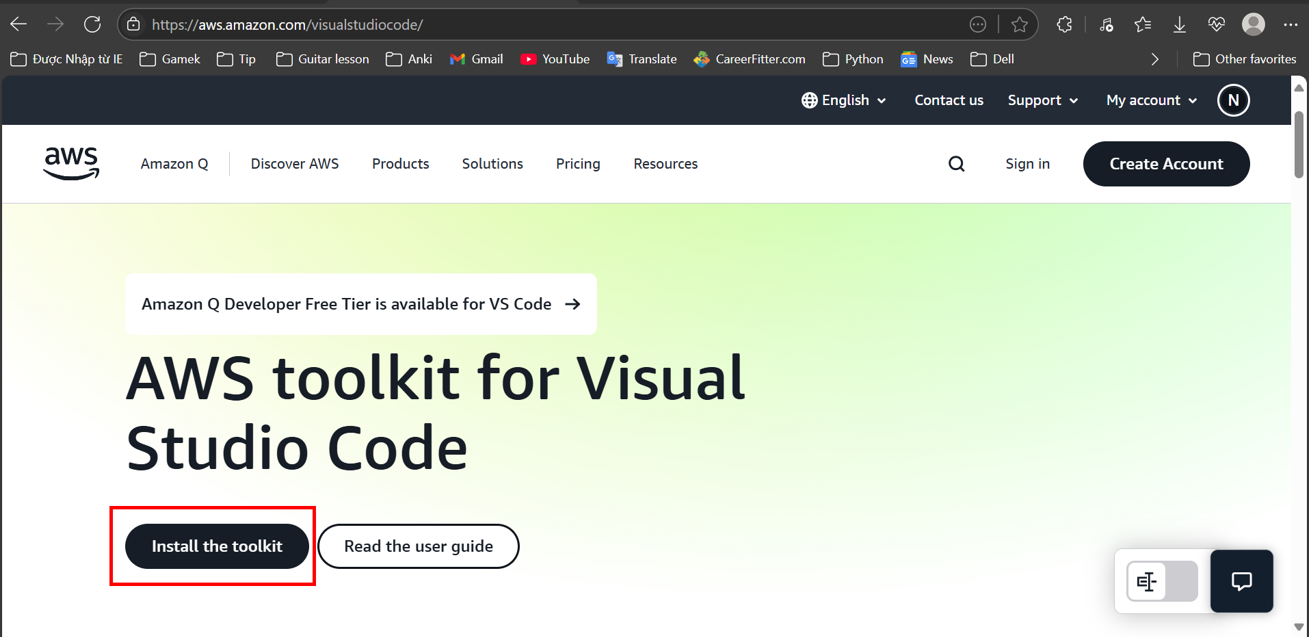 https://aws.amazon.com/visualstudiocode/
Được Nhập từ IE Gamek Tip Guitar lesson Anki Gmail YouTube Translate CareerFitter.com Python News Dell Other favorites
English Contact us Support My account N
aws Amazon Q Discover AWS Products Solutions Pricing Resources Sign in Create Account
Amazon Q Developer Free Tier is available for VS Code →
AWS toolkit for Visual
Studio Code
Install the toolkit Read the user guide